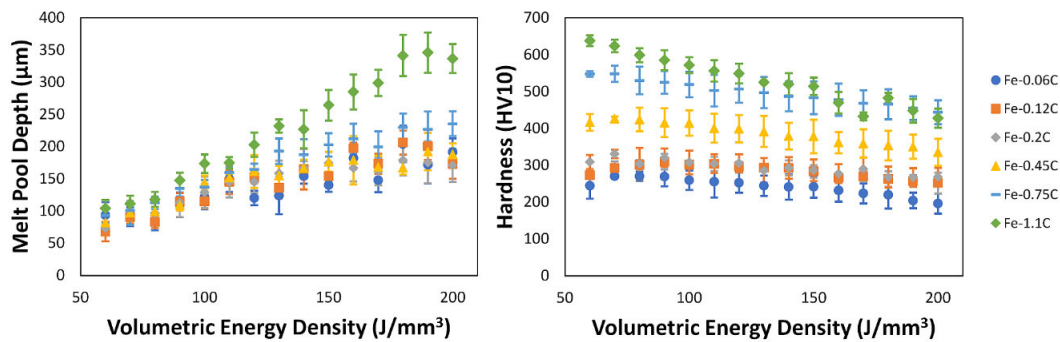 400
350
300
250
200
150
100
50
0
Melt Pool Depth (μm)
50 100 150 200
Volumetric Energy Density (J/mm³)
700
600
500
400
300
200
100
0
Hardness (HV10)
50 100 150 200
Volumetric Energy Density (J/mm³)
Fe-0.06C
Fe-0.12C
Fe-0.2C
Fe-0.45C
Fe-0.75C
Fe-1.1C